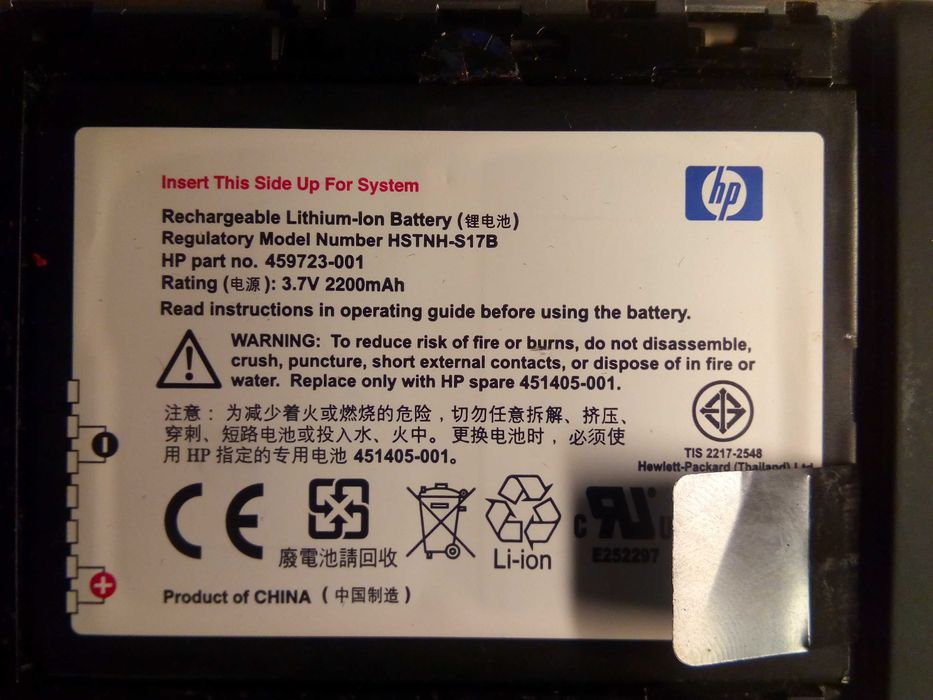 Insert This Side Up For System
hp
Rechargeable Lithium-Ion Battery (锂电池)
Regulatory Model Number HSTNH-S17B
HP part no. 459723-001
Rating (电源): 3.7V 2200mAh
Read instructions in operating guide before using the battery.
WARNING: To reduce risk of fire or burns, do not disassemble,
crush, puncture, short external contacts, or dispose of in fire or
water. Replace only with HP spare 451405-001.
注意：为减少着火或燃烧的危险，切勿任意拆解、挤压、
穿刺、短路电池或投入水、火中。更换电池时，必须使
用 HP 指定的专用电池 451405-001。
TIS 2217-2548
Hewlett-Packard (Thailand) Ltd
CE
廢電池請回收
Li-ion
c RU u
E252297
Product of CHINA (中国制造)